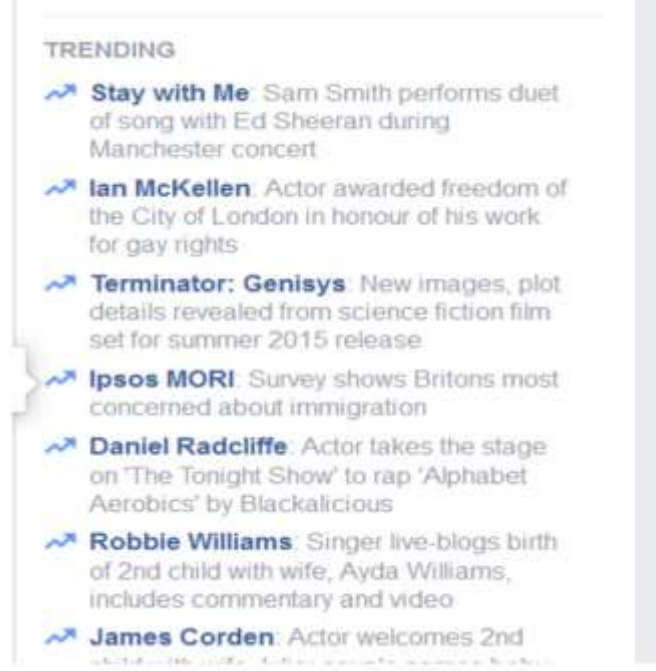 TRENDING
Stay with Me: Sam Smith performs duet
of song with Ed Sheeran during
Manchester concert
Ian McKellen: Actor awarded freedom of
the City of London in honour of his work
for gay rights
Terminator: Genisys: New images, plot
details revealed from science fiction film
set for summer 2015 release
Ipsos MORI: Survey shows Britons most
concerned about immigration
Daniel Radcliffe: Actor takes the stage
on 'The Tonight Show' to rap 'Alphabet
Aerobics' by Blackalicious
Robbie Williams: Singer live-blogs birth
of 2nd child with wife, Ayda Williams,
includes commentary and video
James Corden: Actor welcomes 2nd